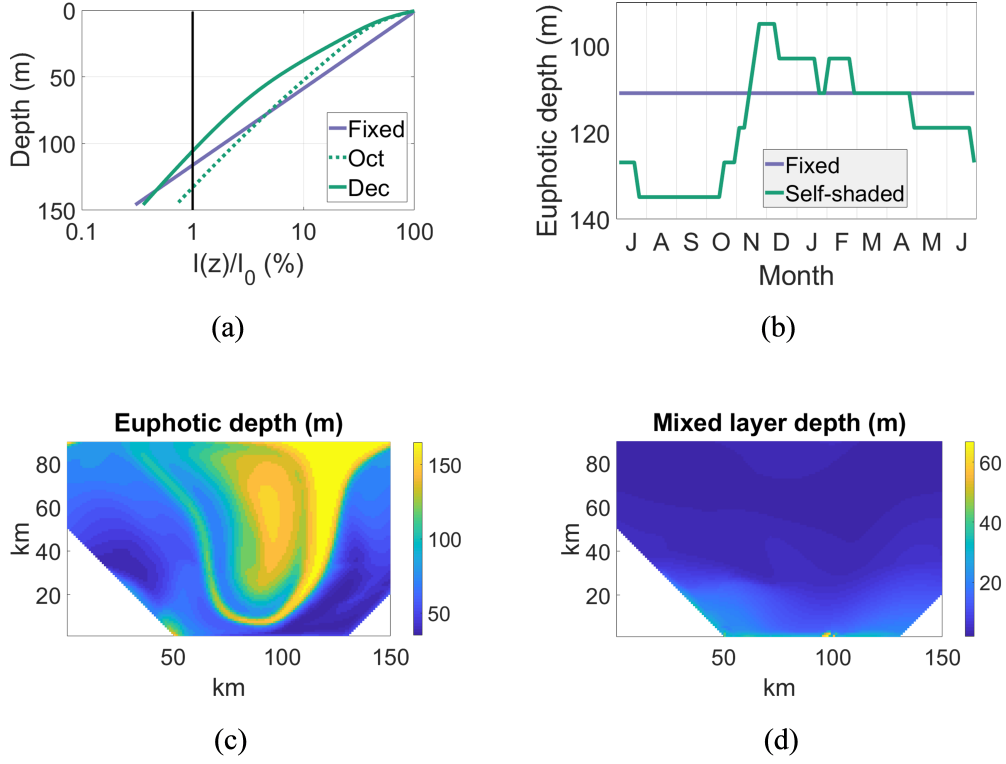 0
50
100
150
Depth (m)
0.1
1
10
100
I(z)/I0 (%)
Fixed
Oct
Dec
(a)
100
120
140
Euphotic depth (m)
J A S O N D J F M A M J
Month
Fixed
Self-shaded
(b)
Euphotic depth (m)
80
60
40
20
km
50
100
150
km
150
100
50
(c)
Mixed layer depth (m)
80
60
40
20
km
50
100
150
km
60
40
20
(d)